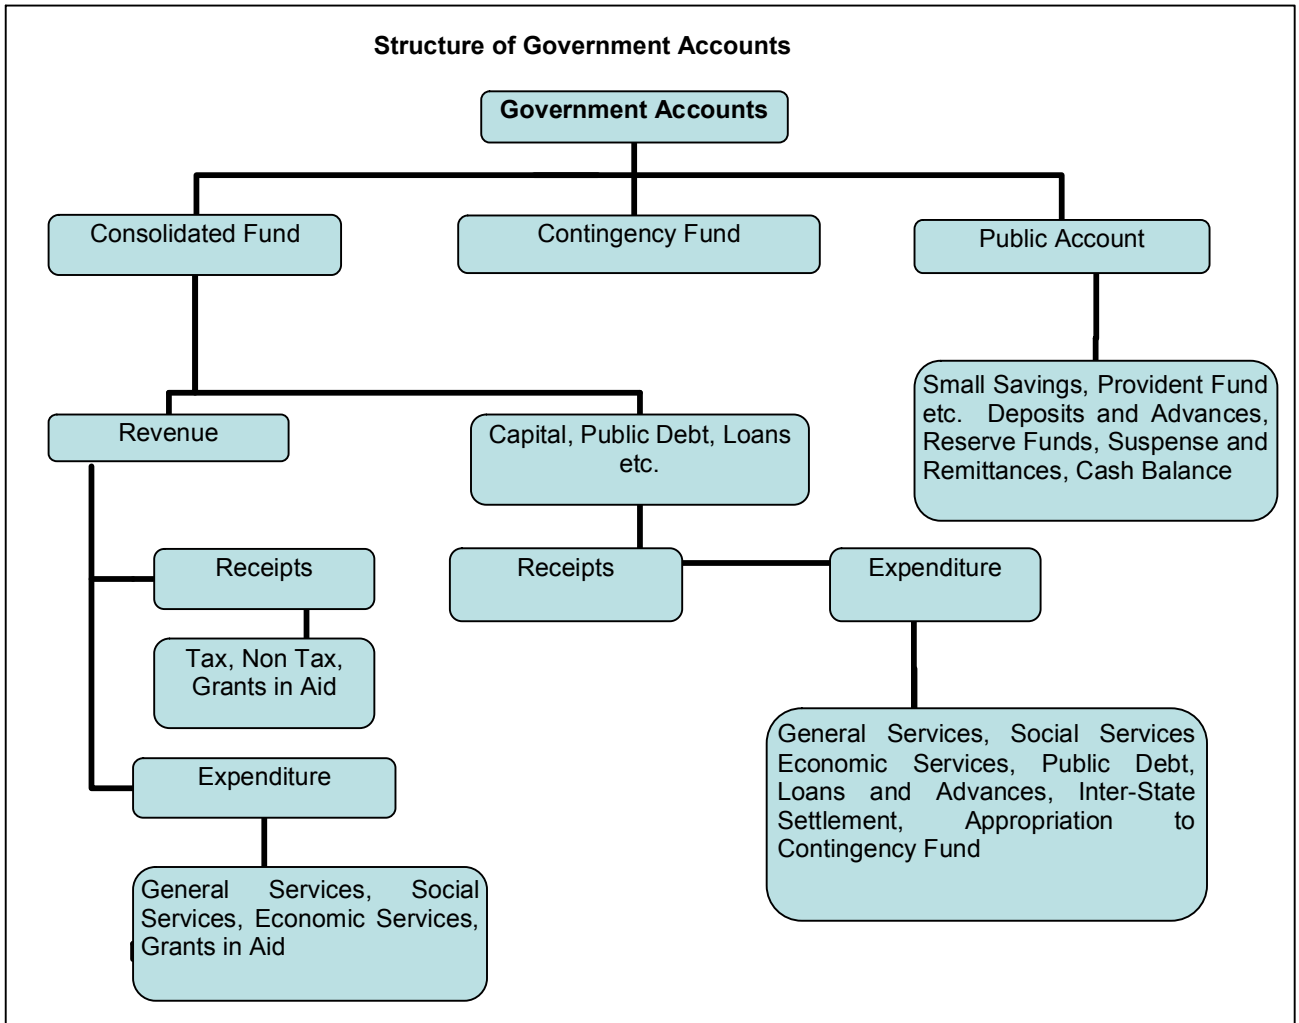 Structure of Government Accounts
Government Accounts
Consolidated Fund
Contingency Fund
Public Account
Small Savings, Provident Fund
etc. Deposits and Advances,
Reserve Funds, Suspense and
Remittances, Cash Balance
Revenue
Capital, Public Debt, Loans
etc.
Receipts
Receipts
Expenditure
Tax, Non Tax,
Grants in Aid
General Services, Social Services
Economic Services, Public Debt,
Loans and Advances, Inter-State
Settlement, Appropriation to
Contingency Fund
Expenditure
General Services, Social
Services, Economic Services,
Grants in Aid